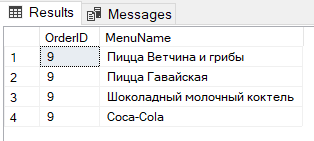 Results Messages
OrderID MenuName
1 9 Пицца Ветчина и грибы
2 9 Пицца Гавайская
3 9 Шоколадный молочный коктель
4 9 Coca-Cola